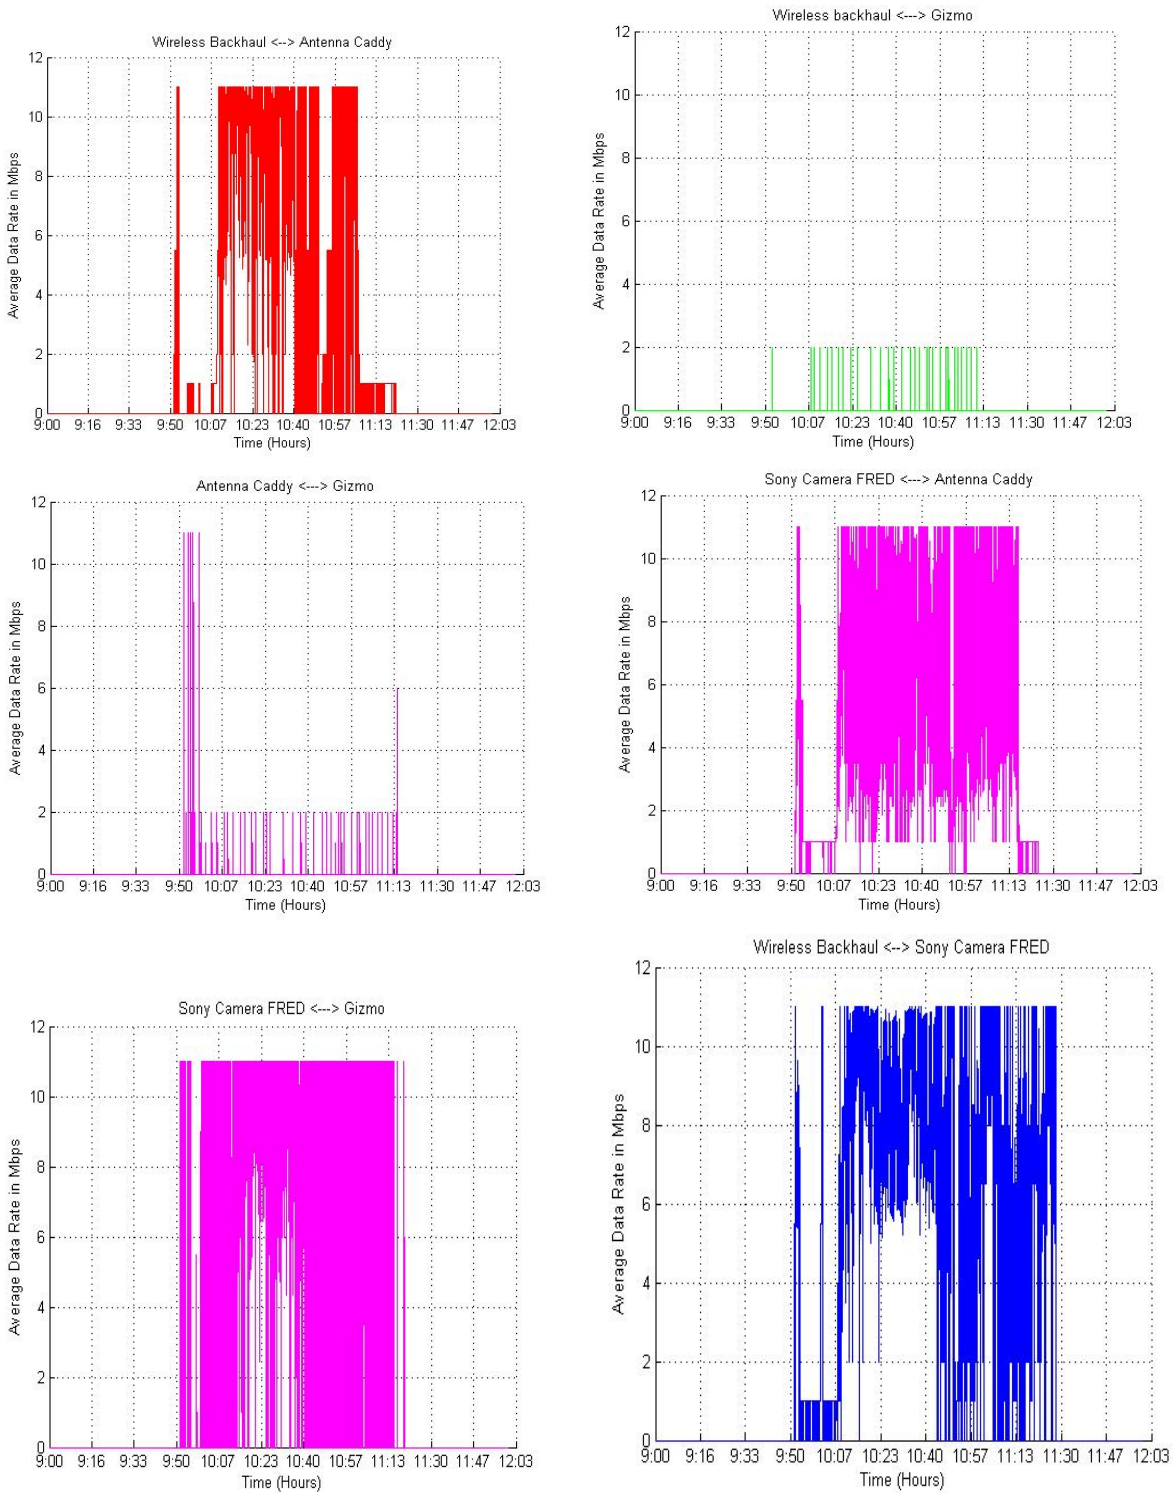 Wireless Backhaul <--> Antenna Caddy
12
10
8
6
4
2
0
Average Data Rate in Mbps
9:00 9:16 9:33 9:50 10:07 10:23 10:40 10:57 11:13 11:30 11:47 12:03
Time (Hours)
Wireless backhaul <---> Gizmo
12
10
8
6
4
2
0
Average Data Rate in Mbps
9:00 9:16 9:33 9:50 10:07 10:23 10:40 10:57 11:13 11:30 11:47 12:03
Time (Hours)
Antenna Caddy <---> Gizmo
12
10
8
6
4
2
0
Average Data Rate in Mbps
9:00 9:16 9:33 9:50 10:07 10:23 10:40 10:57 11:13 11:30 11:47 12:03
Time (Hours)
Sony Camera FRED <---> Antenna Caddy
12
10
8
6
4
2
0
Average Data Rate in Mbps
9:00 9:16 9:33 9:50 10:07 10:23 10:40 10:57 11:13 11:30 11:47 12:03
Time (Hours)
Sony Camera FRED <---> Gizmo
12
10
8
6
4
2
0
Average Data Rate in Mbps
9:00 9:16 9:33 9:50 10:07 10:23 10:40 10:57 11:13 11:30 11:47 12:03
Time (Hours)
Wireless Backhaul <--> Sony Camera FRED
12
10
8
6
4
2
0
Average Data Rate in Mbps
9:00 9:16 9:33 9:50 10:07 10:23 10:40 10:57 11:13 11:30 11:47 12:03
Time (Hours)